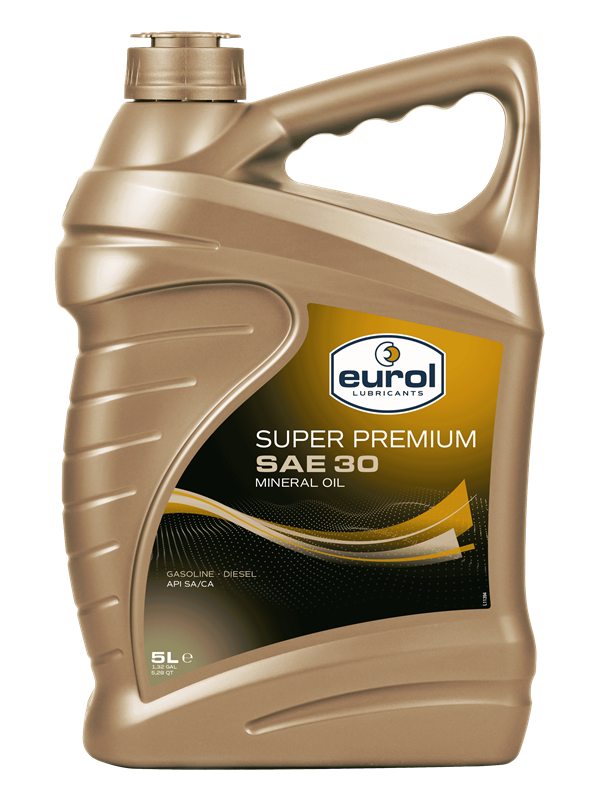 eurol
LUBRICANTS
SUPER PREMIUM
SAE 30
MINERAL OIL
GASOLINE · DIESEL
API SA/CA
5L ℮
1,32 GAL
5,28 QT
L11394